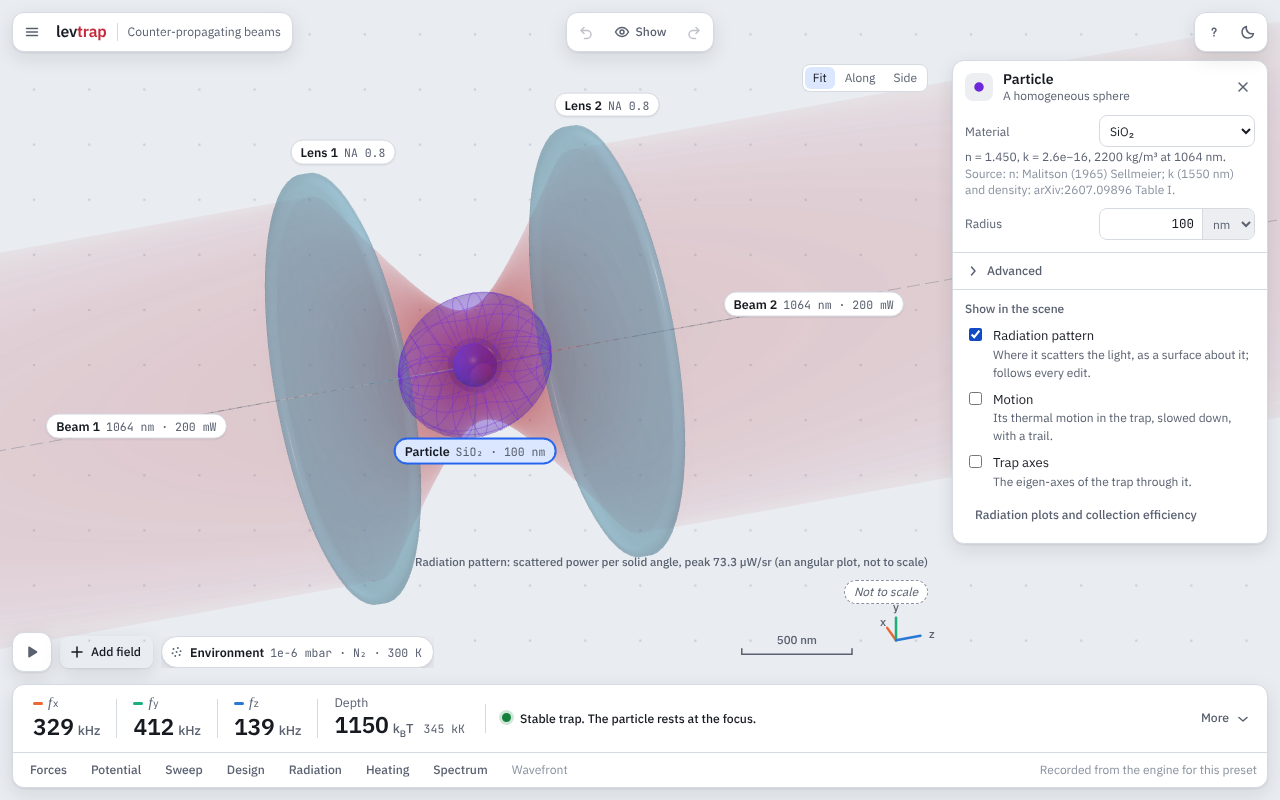 levtrap Counter-propagating beams
Show
?
Fit Along Side
Lens 2 NA 0.8
Lens 1 NA 0.8
Beam 2 1064 nm · 200 mW
Beam 1 1064 nm · 200 mW
Particle SiO₂ · 100 nm
Radiation pattern: scattered power per solid angle, peak 73.3 µW/sr (an angular plot, not to scale)
Not to scale
y
x
z
500 nm
Particle
A homogeneous sphere
Material SiO₂
n = 1.450, k = 2.6e−16, 2200 kg/m³ at 1064 nm.
Source: n: Malitson (1965) Sellmeier; k (1550 nm)
and density: arXiv:2607.09896 Table I.
Radius 100 nm
Advanced
Show in the scene
Radiation pattern
Where it scatters the light, as a surface about it;
follows every edit.
Motion
Its thermal motion in the trap, slowed down,
with a trail.
Trap axes
The eigen-axes of the trap through it.
Radiation plots and collection efficiency
Add field
Environment 1e-6 mbar · N₂ · 300 K
fx
329 kHz
fy
412 kHz
fz
139 kHz
Depth
1150 k_BT 345 kK
Stable trap. The particle rests at the focus.
More
Forces Potential Sweep Design Radiation Heating Spectrum Wavefront
Recorded from the engine for this preset